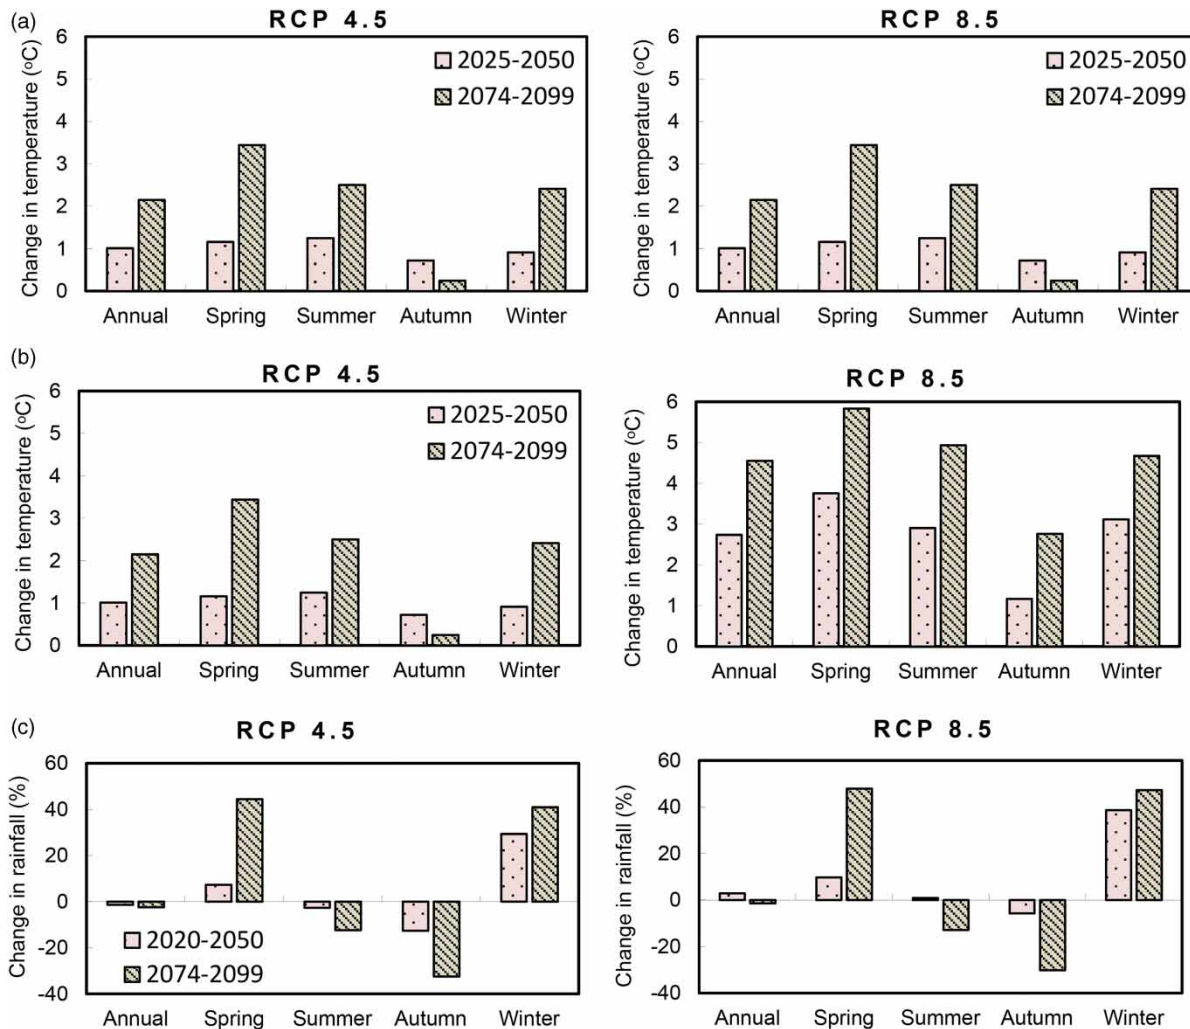 (a)
RCP 4.5
Change in temperature (oC)
6
5
4
3
2
1
0
2025-2050
2074-2099
Annual Spring Summer Autumn Winter
RCP 8.5
Change in temperature (oC)
6
5
4
3
2
1
0
2025-2050
2074-2099
Annual Spring Summer Autumn Winter
(b)
RCP 4.5
Change in temperature (oC)
6
5
4
3
2
1
0
2025-2050
2074-2099
Annual Spring Summer Autumn Winter
RCP 8.5
Change in temperature (oC)
6
5
4
3
2
1
0
Annual Spring Summer Autumn Winter
(c)
RCP 4.5
Change in rainfall (%)
60
40
20
0
-20
-40
2020-2050
2074-2099
Annual Spring Summer Autumn Winter
RCP 8.5
Change in rainfall (%)
60
40
20
0
-20
-40
Annual Spring Summer Autumn Winter